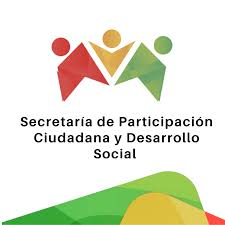 Secretaría de Participación
Ciudadana y Desarrollo
Social